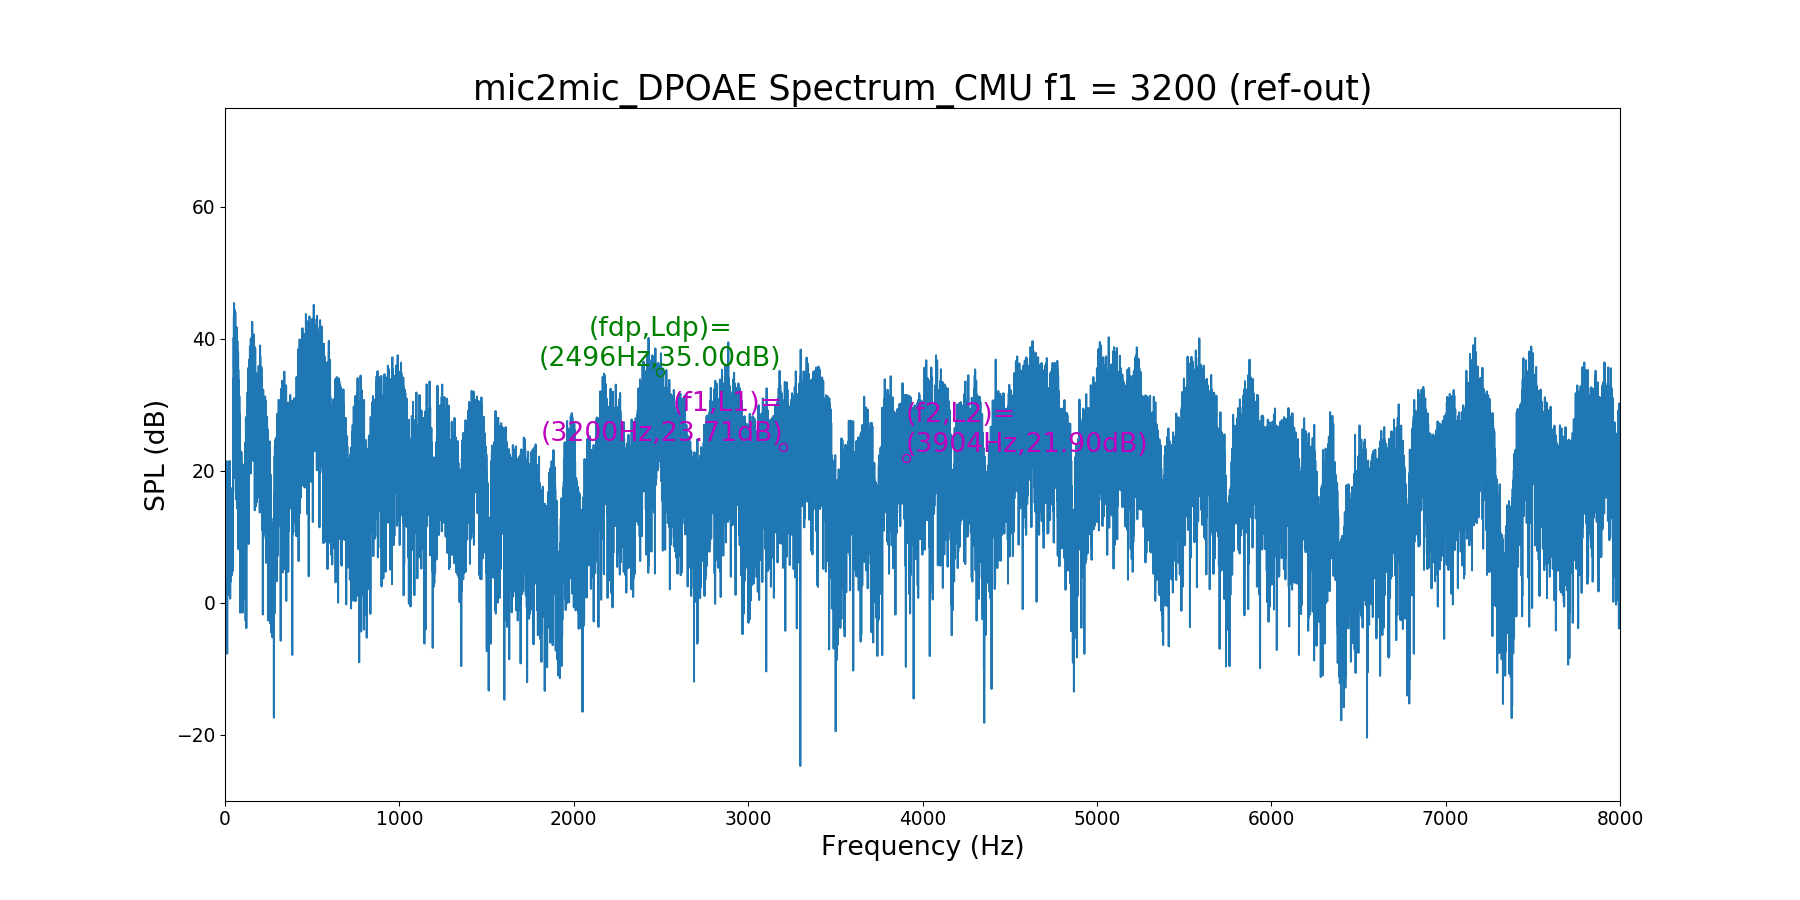 mic2mic_DPOAE Spectrum_CMU f1 = 3200 (ref-out)
SPL (dB)
60
40
20
0
−20
(fdp,Ldp)=
(2496Hz,35.00dB)
(f1,L1)=
(3200Hz,23.71dB)
(f2,L2)=
(3904Hz,21.90dB)
0 1000 2000 3000 4000 5000 6000 7000 8000
Frequency (Hz)